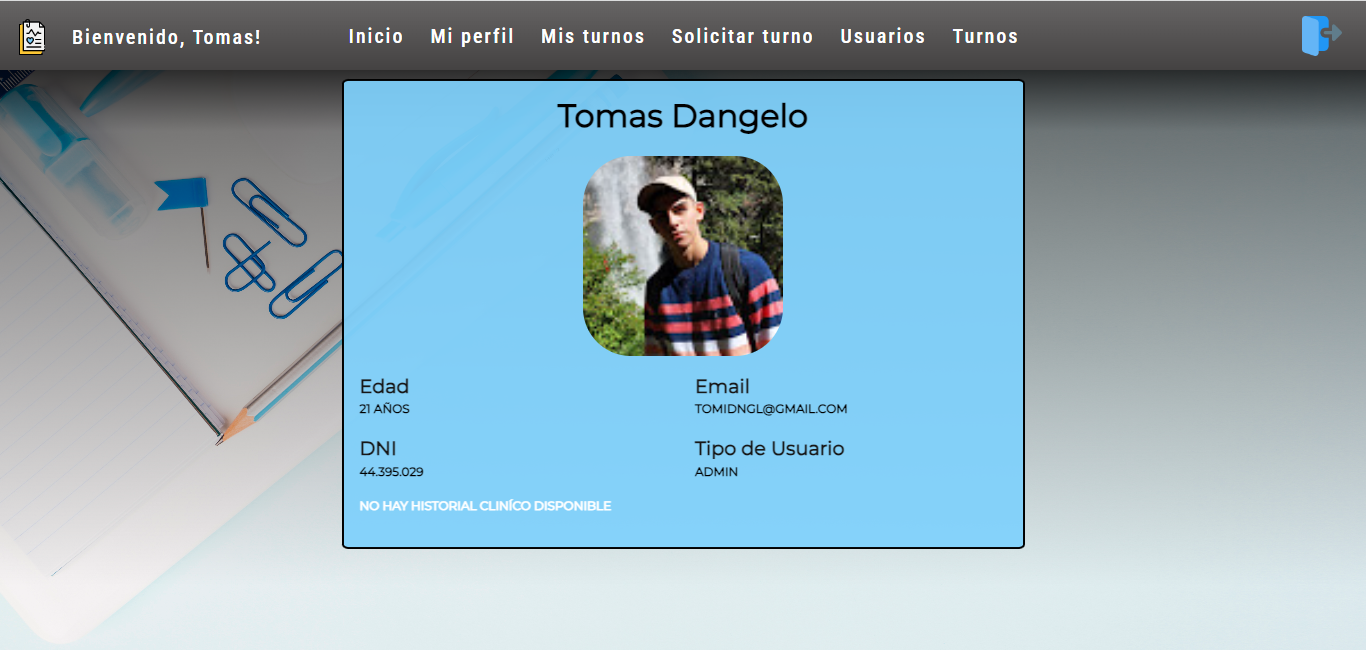 Bienvenido, Tomas!
Inicio Mi perfil Mis turnos Solicitar turno Usuarios Turnos
Tomas Dangelo
Edad
21 AÑOS
Email
TOMIDNGL@GMAIL.COM
DNI
44.395.029
Tipo de Usuario
ADMIN
NO HAY HISTORIAL CLINÍCO DISPONIBLE